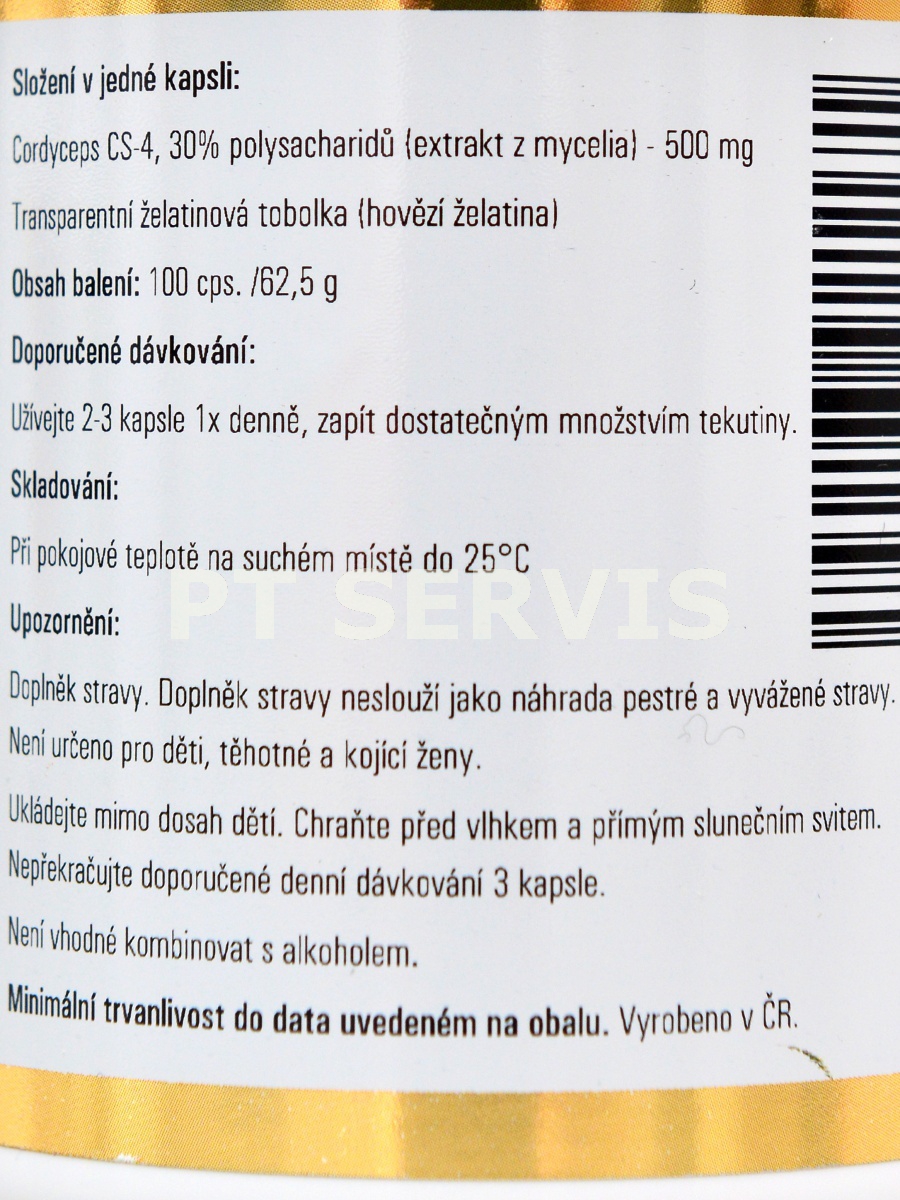 Složení v jedné kapsli:
Cordyceps CS-4, 30% polysacharidů (extrakt z mycelia) - 500 mg
Transparentní želatinová tobolka (hovězí želatina)
Obsah balení: 100 cps. /62,5 g
Doporučené dávkování:
Užívejte 2-3 kapsle 1x denně, zapít dostatečným množstvím tekutiny.
Skladování:
Při pokojové teplotě na suchém místě do 25°C
PT SERVIS
Upozornění:
Doplněk stravy. Doplněk stravy neslouží jako náhrada pestré a vyvážené stravy.
Není určeno pro děti, těhotné a kojící ženy.
Ukládejte mimo dosah dětí. Chraňte před vlhkem a přímým slunečním svitem.
Nepřekračujte doporučené denní dávkování 3 kapsle.
Není vhodné kombinovat s alkoholem.
Minimální trvanlivost do data uvedeném na obalu. Vyrobeno v ČR.